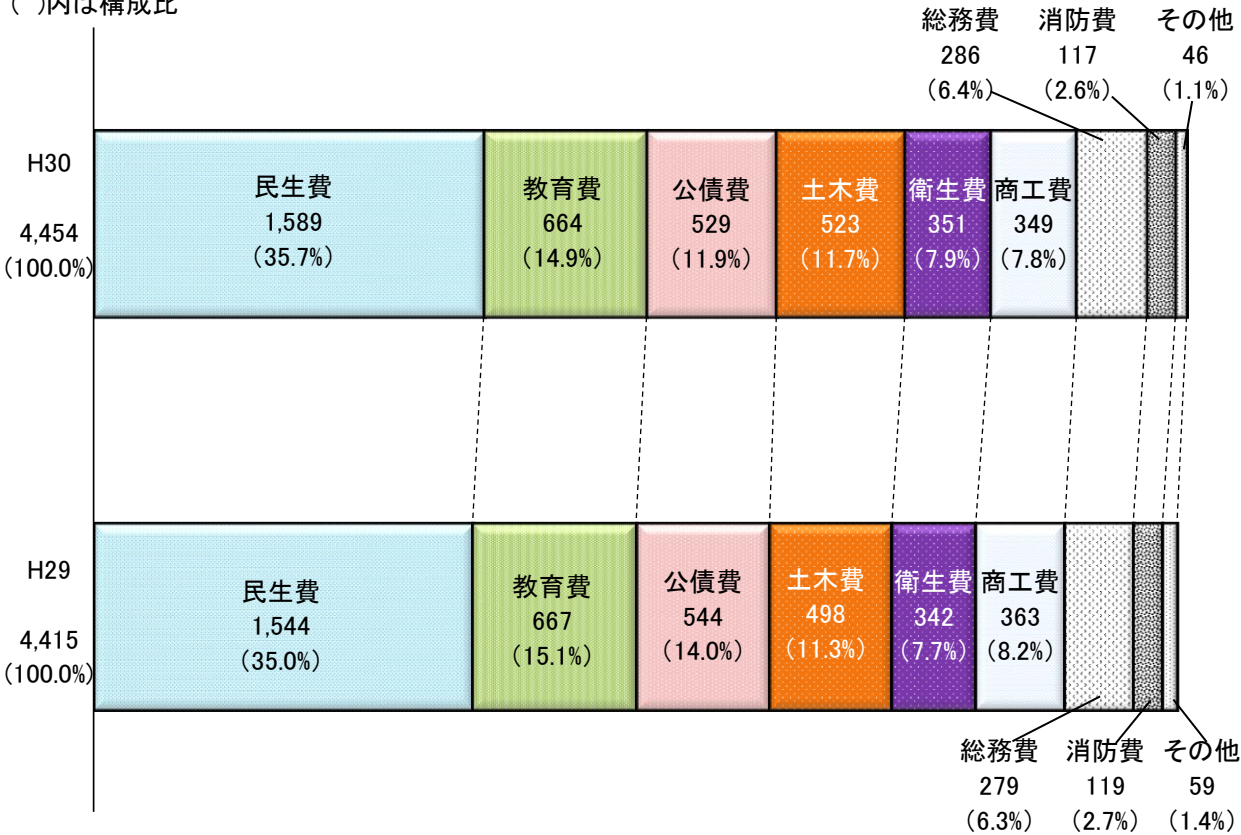 ( )内は構成比
総務費
286
(6.4%)
消防費
117
(2.6%)
その他
46
(1.1%)
H30
4,454
(100.0%)
民生費
1,589
(35.7%)
教育費
664
(14.9%)
公債費
529
(11.9%)
土木費
523
(11.7%)
衛生費
351
(7.9%)
商工費
349
(7.8%)
H29
4,415
(100.0%)
民生費
1,544
(35.0%)
教育費
667
(15.1%)
公債費
544
(14.0%)
土木費
498
(11.3%)
衛生費
342
(7.7%)
商工費
363
(8.2%)
総務費
279
(6.3%)
消防費
119
(2.7%)
その他
59
(1.4%)